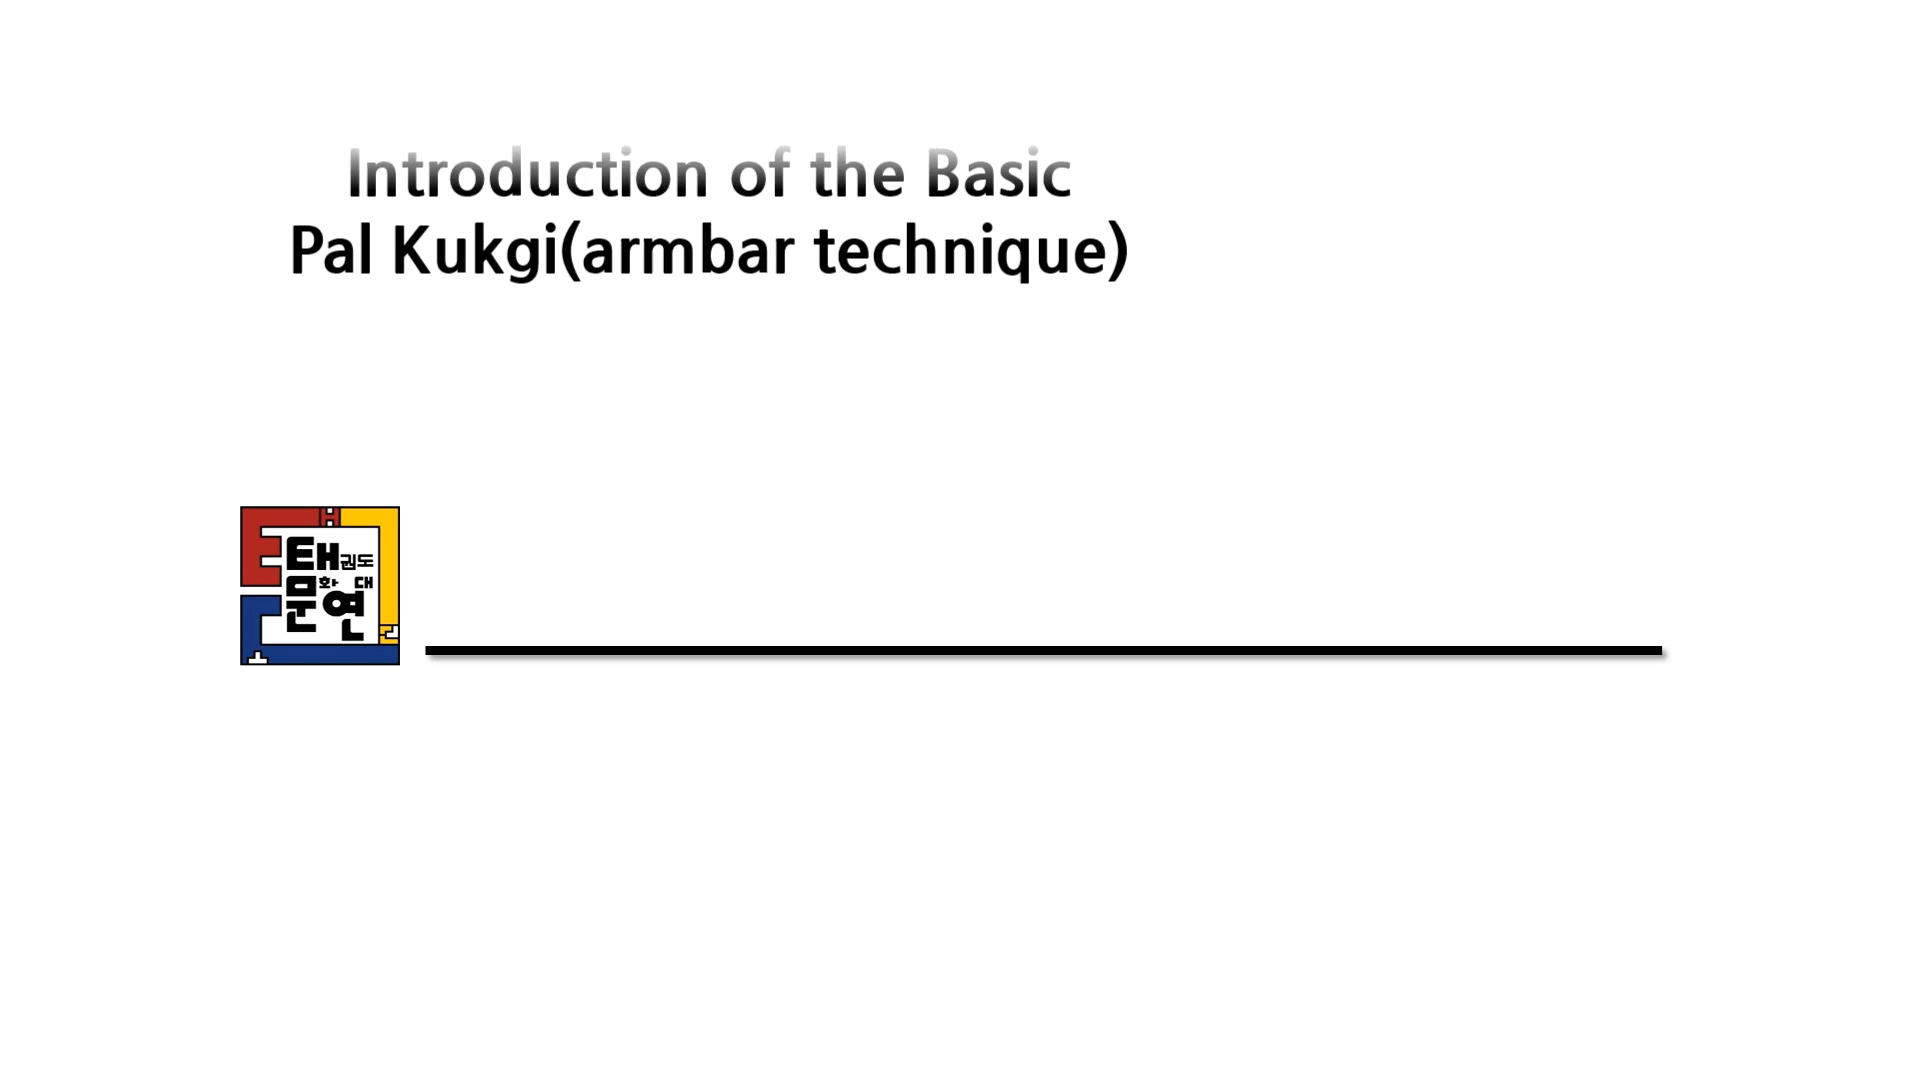 Introduction of the Basic
Pal Kukgi(armbar technique)
태권도
문화 대
연